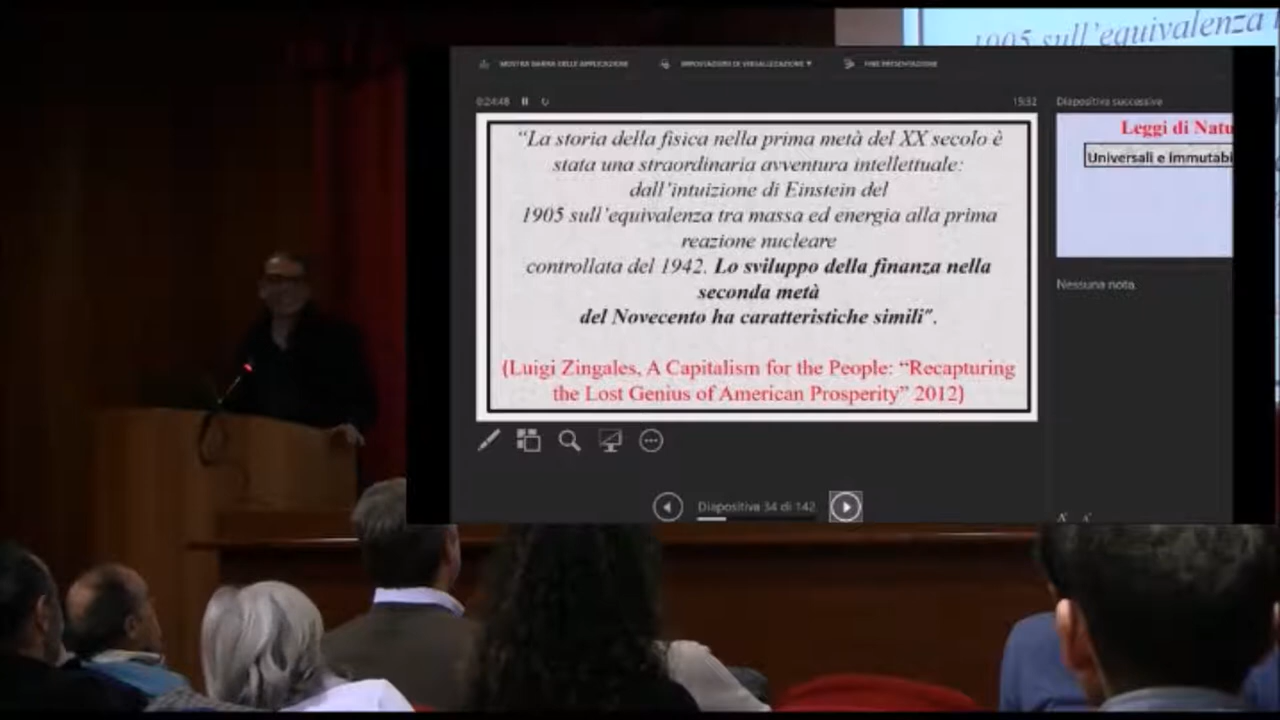 1905 sull'equivalenza
MOSTRA BARRA DELLE APPLICAZIONI
IMPOSTAZIONI DI VISUALIZZAZIONE
FINE PRESENTAZIONE
0:24:48
15:32
Diapositiva successiva
“La storia della fisica nella prima metà del XX secolo è
stata una straordinaria avventura intellettuale:
dall'intuizione di Einstein del
1905 sull'equivalenza tra massa ed energia alla prima
reazione nucleare
controllata del 1942. Lo sviluppo della finanza nella
seconda metà
del Novecento ha caratteristiche simili”.
(Luigi Zingales, A Capitalism for the People: “Recapturing
the Lost Genius of American Prosperity” 2012)
Leggi di Natu
Universali e immutabi
Nessuna nota.
Diapositiva 34 di 142